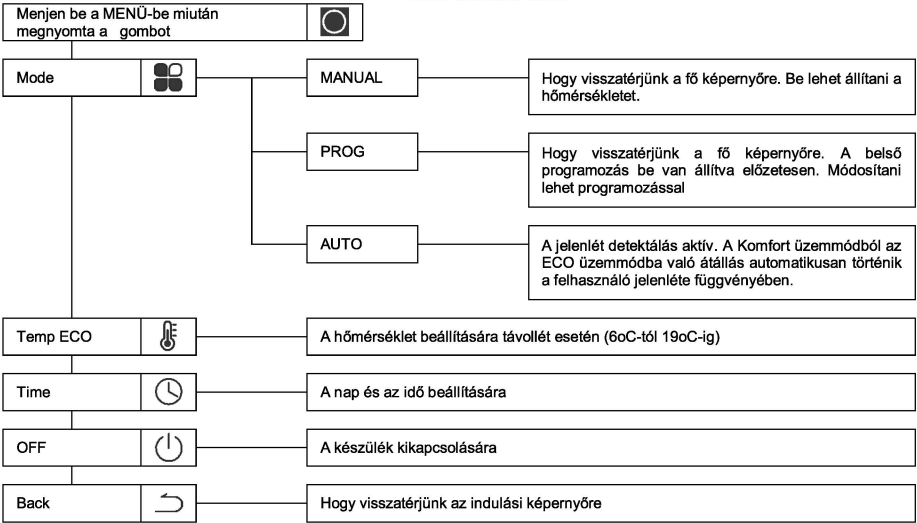 Menjen be a MENÜ-be miután
megnyomta a gombot
Mode
MANUAL
Hogy visszatérjünk a fő képernyőre. Be lehet állítani a
hőmérsékletet.
PROG
Hogy visszatérjünk a fő képernyőre. A belső
programozás be van állítva előzetesen. Módosítani
lehet programozással
AUTO
A jelenlét detektálás aktív. A Komfort üzemmódból az
ECO üzemmódba való átállás automatikusan történik
a felhasználó jelenléte függvényében.
Temp ECO
A hőmérséklet beállítására távollét esetén (6oC-tól 19oC-ig)
Time
A nap és az idő beállítására
OFF
A készülék kikapcsolására
Back
Hogy visszatérjünk az indulási képernyőre